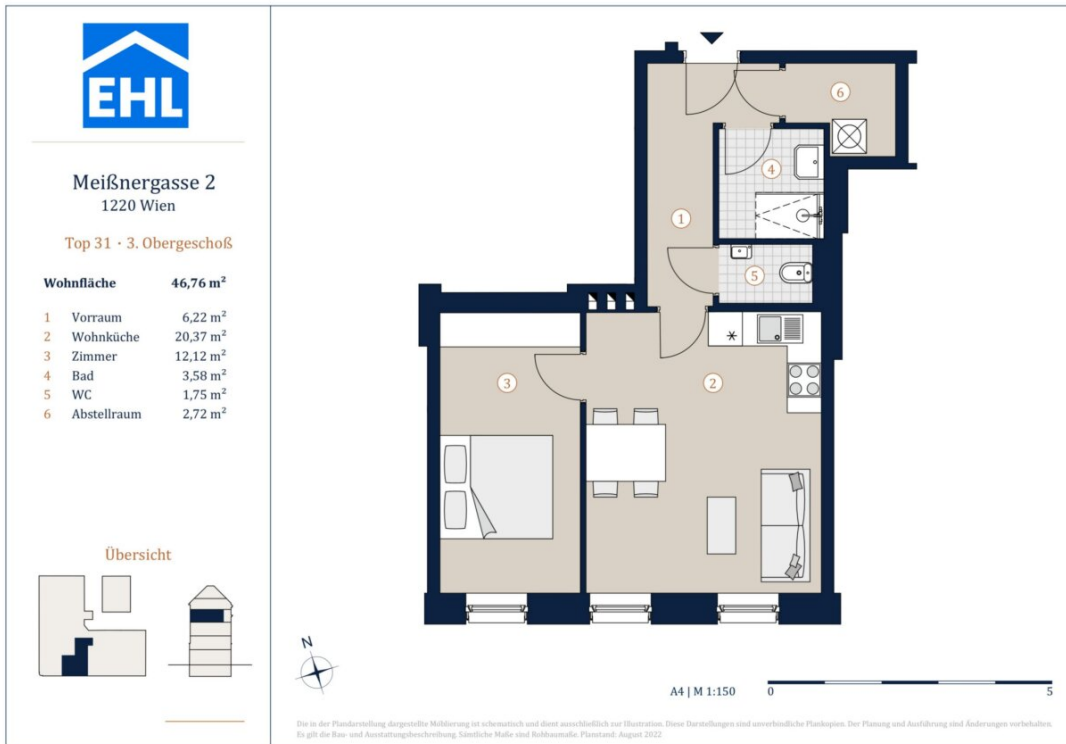 EHL
Meißnergasse 2
1220 Wien
Top 31 · 3. Obergeschoß
Wohnfläche 46,76 m²
1 Vorraum 6,22 m²
2 Wohnküche 20,37 m²
3 Zimmer 12,12 m²
4 Bad 3,58 m²
5 WC 1,75 m²
6 Abstellraum 2,72 m²
Übersicht
6
4
1
5
3
2
N
A4 | M 1:150 0 5
Die in der Plandarstellung dargestellte Möblierung ist schematisch und dient ausschließlich zur Illustration. Diese Darstellungen sind unverbindliche Plankopien. Der Planung und Ausführung sind Änderungen vorbehalten.
Es gilt die Bau- und Ausstattungsbeschreibung. Sämtliche Maße sind Rohbaumaße. Planstand: August 2022